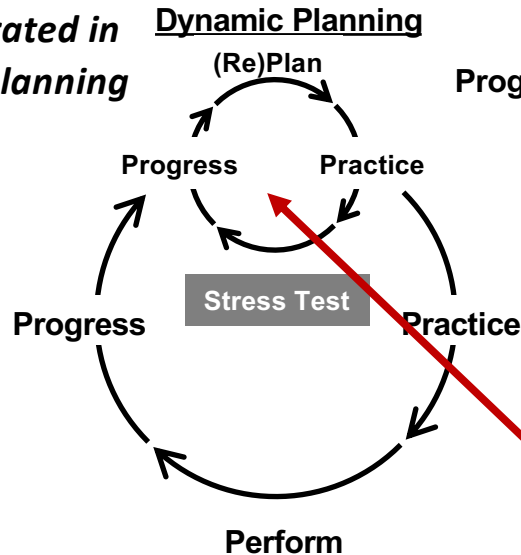 rated in
lanning
Dynamic Planning
(Re)Plan
Prog
Progress
Practice
Stress Test
Progress
Practice
Perform